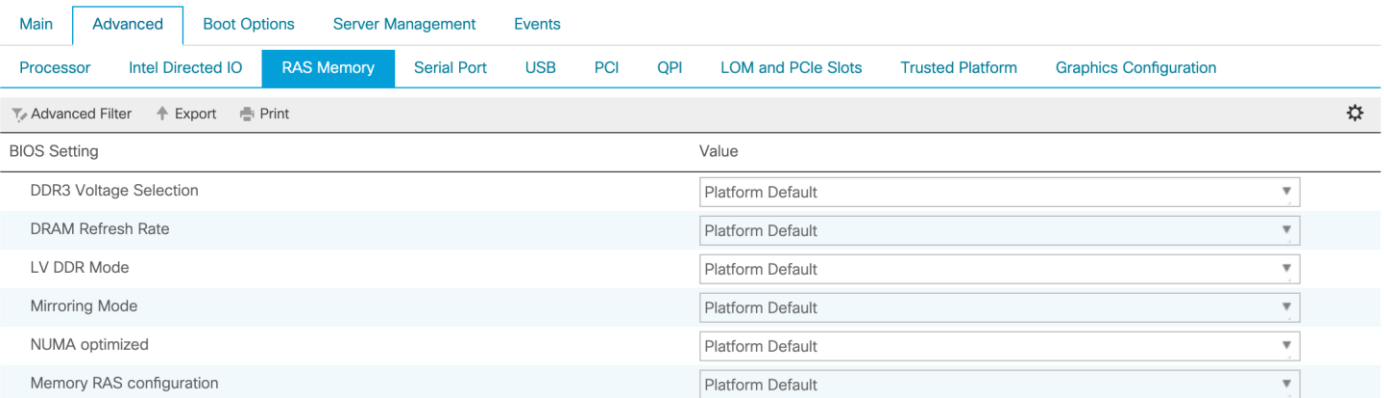 Main Advanced Boot Options Server Management Events
Processor Intel Directed IO RAS Memory Serial Port USB PCI QPI LOM and PCIe Slots Trusted Platform Graphics Configuration
Advanced Filter Export Print
BIOS Setting Value
DDR3 Voltage Selection Platform Default
DRAM Refresh Rate Platform Default
LV DDR Mode Platform Default
Mirroring Mode Platform Default
NUMA optimized Platform Default
Memory RAS configuration Platform Default